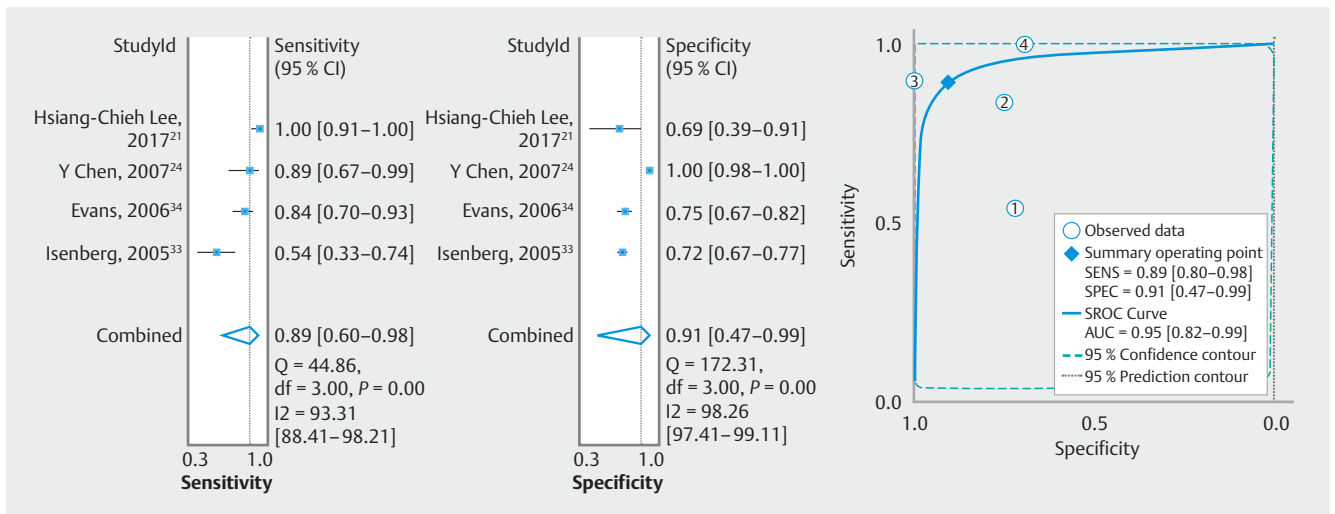 StudyId
Sensitivity
(95 % CI)
Hsiang-Chieh Lee,
2017²¹
1.00 [0.91–1.00]
Y Chen, 2007²⁴
0.89 [0.67–0.99]
Evans, 2006³⁴
0.84 [0.70–0.93]
Isenberg, 2005³³
0.54 [0.33–0.74]
Combined
0.89 [0.60–0.98]
Q = 44.86,
df = 3.00, P = 0.00
I2 = 93.31
[88.41–98.21]
0.3 1.0
Sensitivity
StudyId
Specificity
(95 % CI)
Hsiang-Chieh Lee,
2017²¹
0.69 [0.39–0.91]
Y Chen, 2007²⁴
1.00 [0.98–1.00]
Evans, 2006³⁴
0.75 [0.67–0.82]
Isenberg, 2005³³
0.72 [0.67–0.77]
Combined
0.91 [0.47–0.99]
Q = 172.31,
df = 3.00, P = 0.00
I2 = 98.26
[97.41–99.11]
0.3 1.0
Specificity
Sensitivity
1.0
0.5
0.0
4
3
2
1
Observed data
Summary operating point
SENS = 0.89 [0.80–0.98]
SPEC = 0.91 [0.47–0.99]
SROC Curve
AUC = 0.95 [0.82–0.99]
95 % Confidence contour
95 % Prediction contour
1.0 0.5 0.0
Specificity